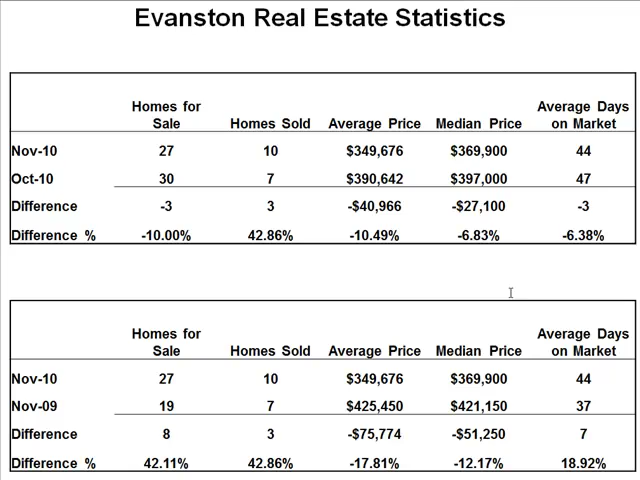 Evanston Real Estate Statistics
Homes for Sale Homes Sold Average Price Median Price Average Days on Market
Nov-10 27 10 $349,676 $369,900 44
Oct-10 30 7 $390,642 $397,000 47
Difference -3 3 -$40,966 -$27,100 -3
Difference % -10.00% 42.86% -10.49% -6.83% -6.38%
Homes for Sale Homes Sold Average Price Median Price Average Days on Market
Nov-10 27 10 $349,676 $369,900 44
Nov-09 19 7 $425,450 $421,150 37
Difference 8 3 -$75,774 -$51,250 7
Difference % 42.11% 42.86% -17.81% -12.17% 18.92%